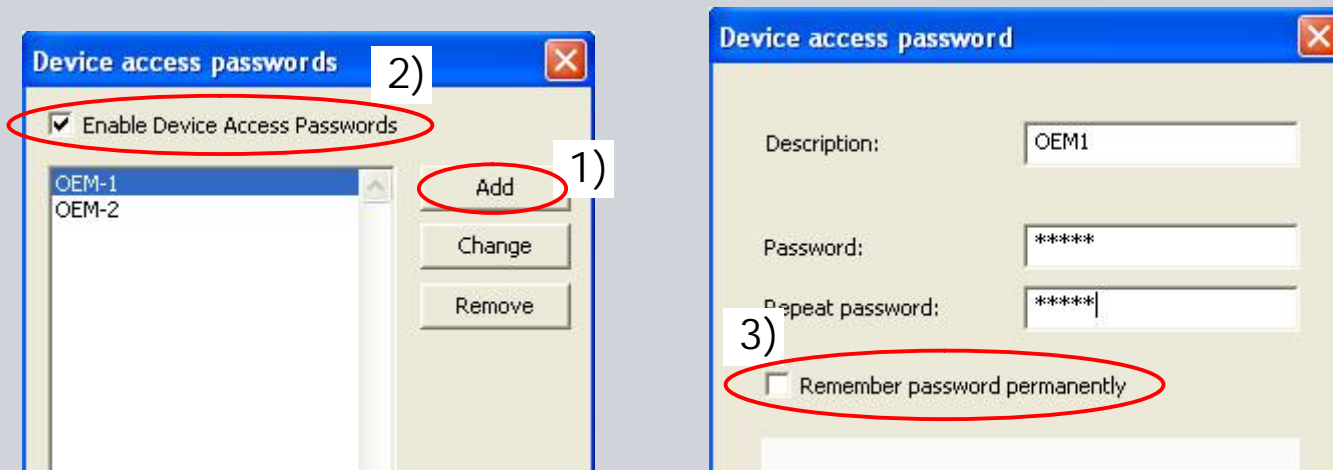 Device access passwords
2)
Enable Device Access Passwords
OEM-1
OEM-2
1)
Add
Change
Remove
Device access password
Description:
OEM1
Password:
*****
Repeat password:
*****
3)
Remember password permanently